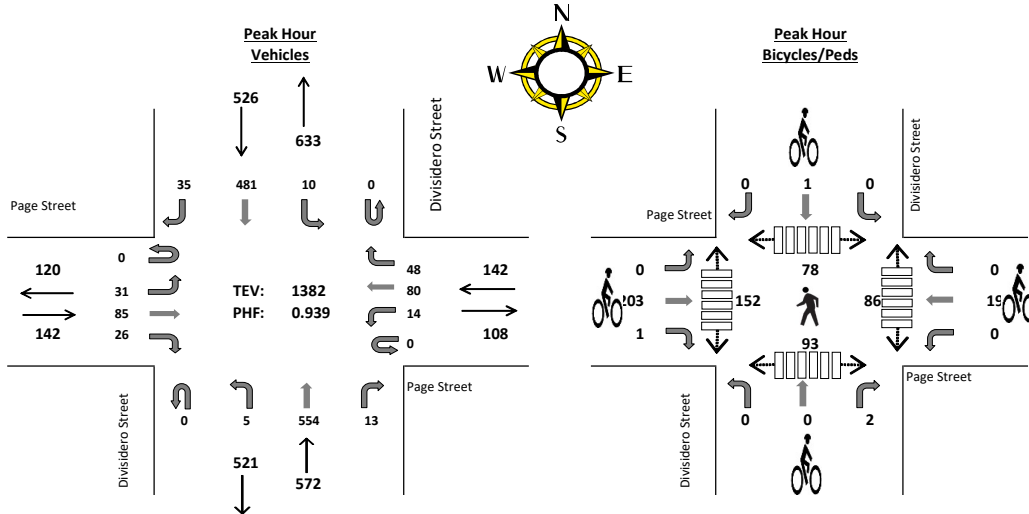 Peak Hour
Vehicles
N
W
E
S
Peak Hour
Bicycles/Peds
526
633
Divisidero Street
Divisidero Street
35 481 10 0
0 1 0
Page Street
Page Street
0
120
31
85
142
26
TEV: 1382
PHF: 0.939
48
80
14
0
142
108
0
1
78
152
86
93
0
0
Page Street
Page Street
0 5 554 13
0 0 2
521
572
Divisidero Street
Divisidero Street